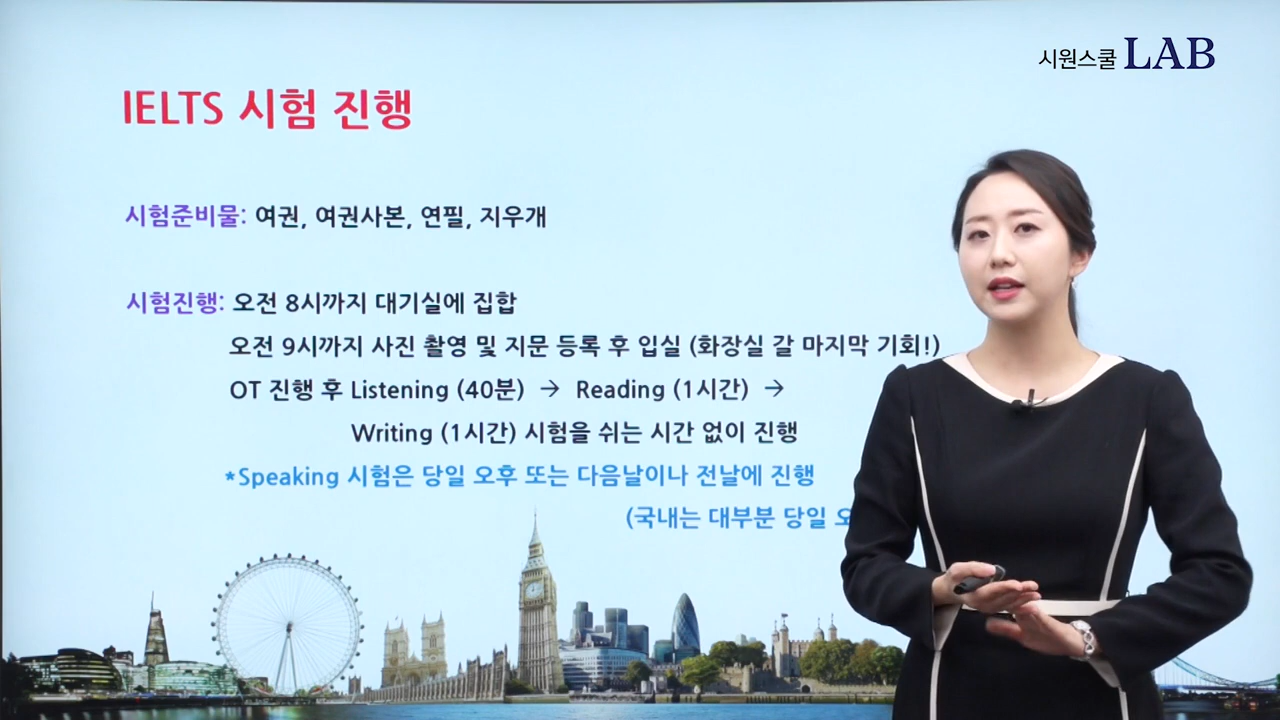 시원스쿨 LAB
IELTS 시험 진행
시험준비물: 여권, 여권사본, 연필, 지우개
시험진행: 오전 8시까지 대기실에 집합
오전 9시까지 사진 촬영 및 지문 등록 후 입실 (화장실 갈 마지막 기회!)
OT 진행 후 Listening (40분) → Reading (1시간) →
Writing (1시간) 시험을 쉬는 시간 없이 진행
*Speaking 시험은 당일 오후 또는 다음날이나 전날에 진행
(국내는 대부분 당일